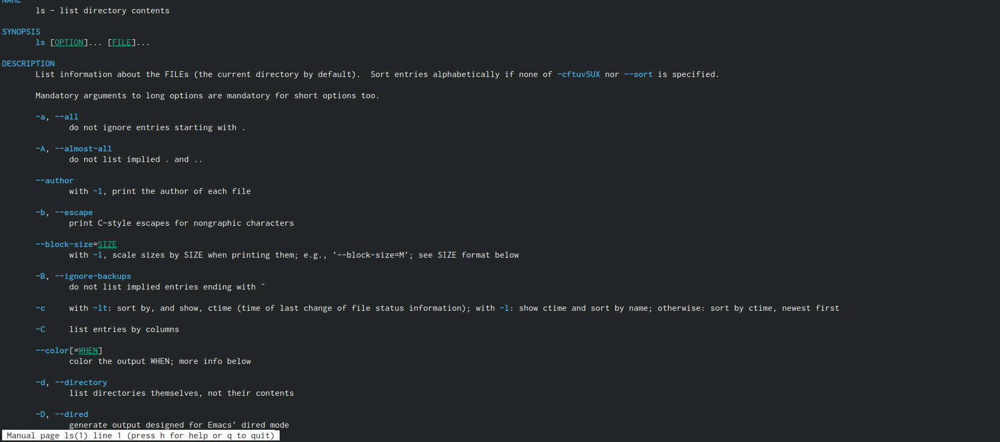 NAME
ls - list directory contents
SYNOPSIS
ls [OPTION]... [FILE]...
DESCRIPTION
List information about the FILEs (the current directory by default).  Sort entries alphabetically if none of -cftuvSUX nor --sort is specified.
Mandatory arguments to long options are mandatory for short options too.
-a, --all
do not ignore entries starting with .
-A, --almost-all
do not list implied . and ..
--author
with -l, print the author of each file
-b, --escape
print C-style escapes for nongraphic characters
--block-size=SIZE
with -l, scale sizes by SIZE when printing them; e.g., ’--block-size=M’; see SIZE format below
-B, --ignore-backups
do not list implied entries ending with ~
-c     with -lt: sort by, and show, ctime (time of last change of file status information); with -l: show ctime and sort by name; otherwise: sort by ctime, newest first
-C     list entries by columns
--color[=WHEN]
color the output WHEN; more info below
-d, --directory
list directories themselves, not their contents
-D, --dired
generate output designed for Emacs’ dired mode
Manual page ls(1) line 1 (press h for help or q to quit)